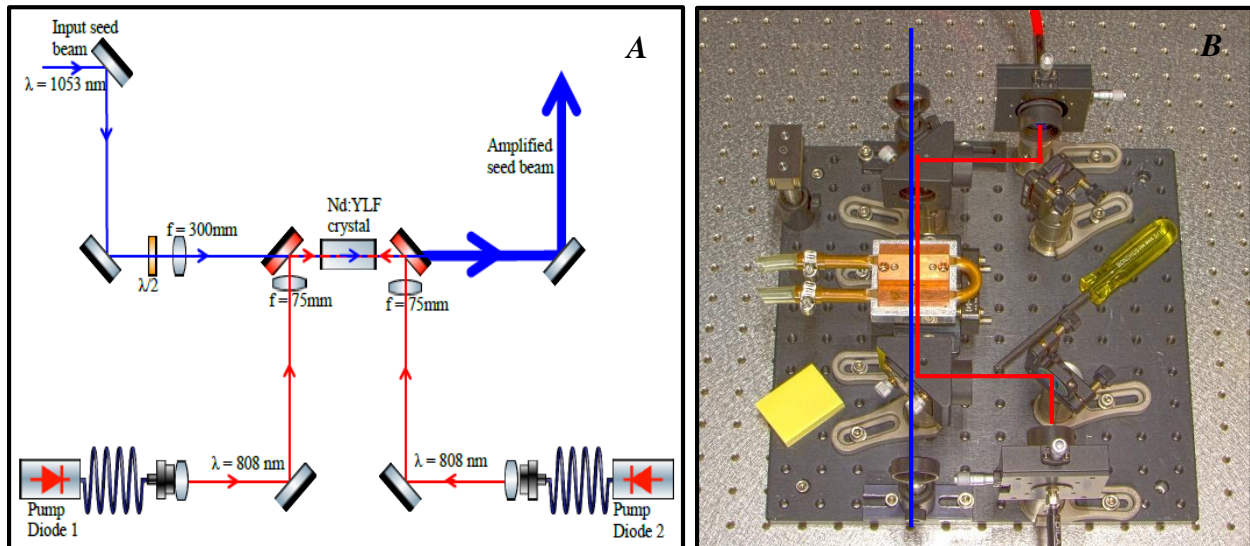 A
Input seed
beam
λ = 1053 nm
Amplified
seed beam
Nd:YLF
crystal
f = 300mm
λ/2
f = 75mm
f = 75mm
λ = 808 nm
λ = 808 nm
Pump
Diode 1
Pump
Diode 2
B